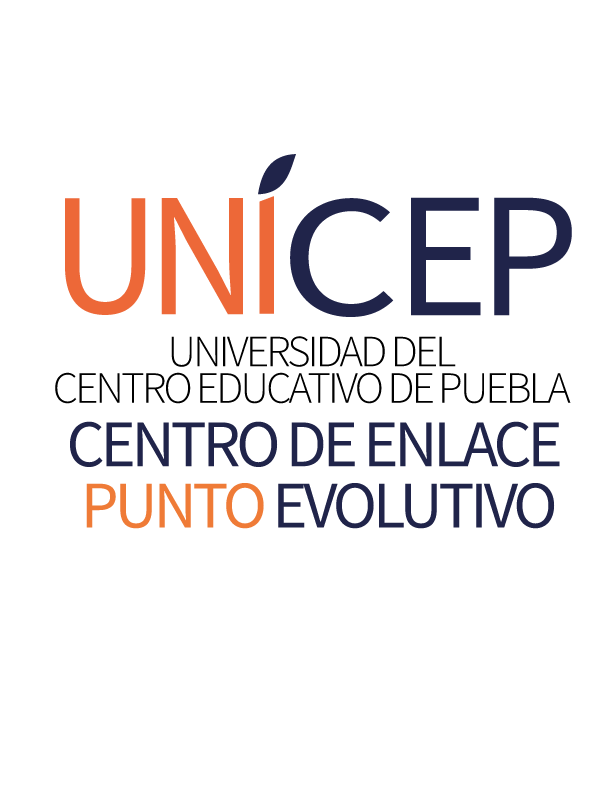 UNICEP
UNIVERSIDAD DEL
CENTRO EDUCATIVO DE PUEBLA
CENTRO DE ENLACE
PUNTO EVOLUTIVO